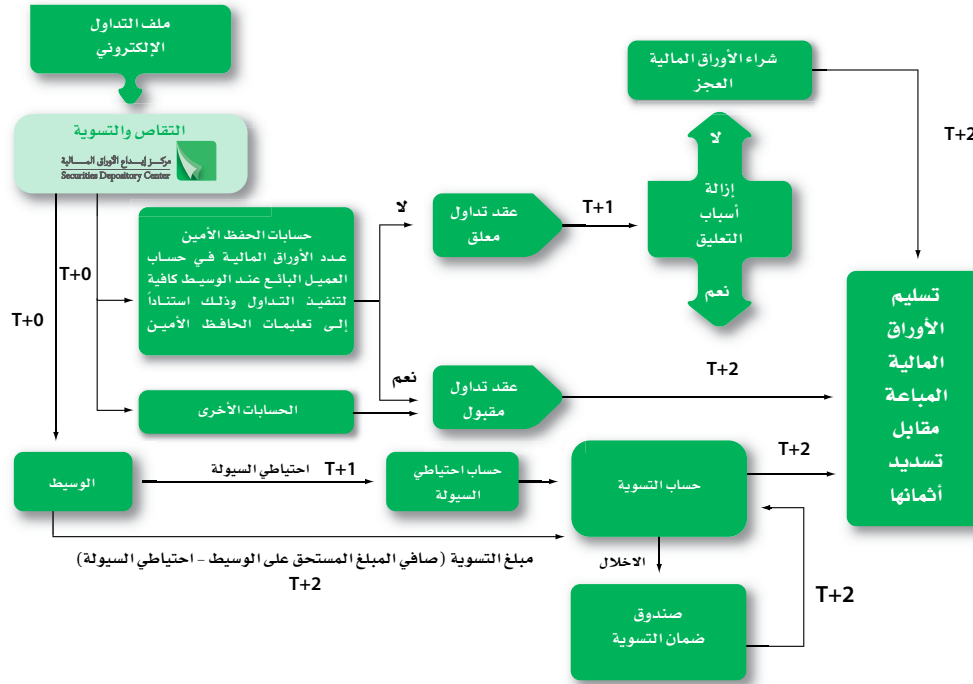 ملف التداول
الإلكتروني
التقاص والتسوية
مركز إيداع الأوراق المالية
Securities Depository Center
شراء الأوراق المالية
العجز
T+2
لا
إزالة
أسباب
التعليق
نعم
T+1
عقد تداول
معلق
لا
حسابات الحفظ الأمين
عدد الأوراق المالية في حساب
العميل البائع عند الوسيط كافية
لتنفيذ التداول وذلك استناداً
إلى تعليمات الحافظ الأمين
T+0
T+0
نعم
عقد تداول
مقبول
T+2
الحسابات الأخرى
تسليم
الأوراق
المالية
المباعة
مقابل
تسديد
أثمانها
الوسيط
احتياطي السيولة T+1
حساب احتياطي
السيولة
حساب التسوية
T+2
مبلغ التسوية (صافي المبلغ المستحق على الوسيط – احتياطي السيولة)
T+2
الاخلال
صندوق
ضمان التسوية
T+2